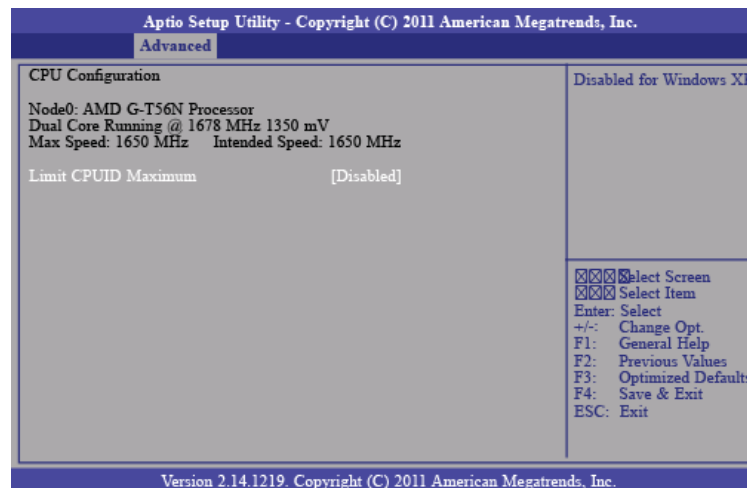 Aptio Setup Utility - Copyright (C) 2011 American Megatrends, Inc.
Advanced
CPU Configuration
Node0: AMD G-T56N Processor
Dual Core Running @ 1678 MHz 1350 mV
Max Speed: 1650 MHz Intended Speed: 1650 MHz
Limit CPUID Maximum [Disabled]
Disabled for Windows
Select Screen
Select Item
Enter: Select
+/-: Change Opt.
F1: General Help
F2: Previous Values
F3: Optimized Defaults
F4: Save & Exit
ESC: Exit
Version 2.14.1219. Copyright (C) 2011 American Megatrends, Inc.